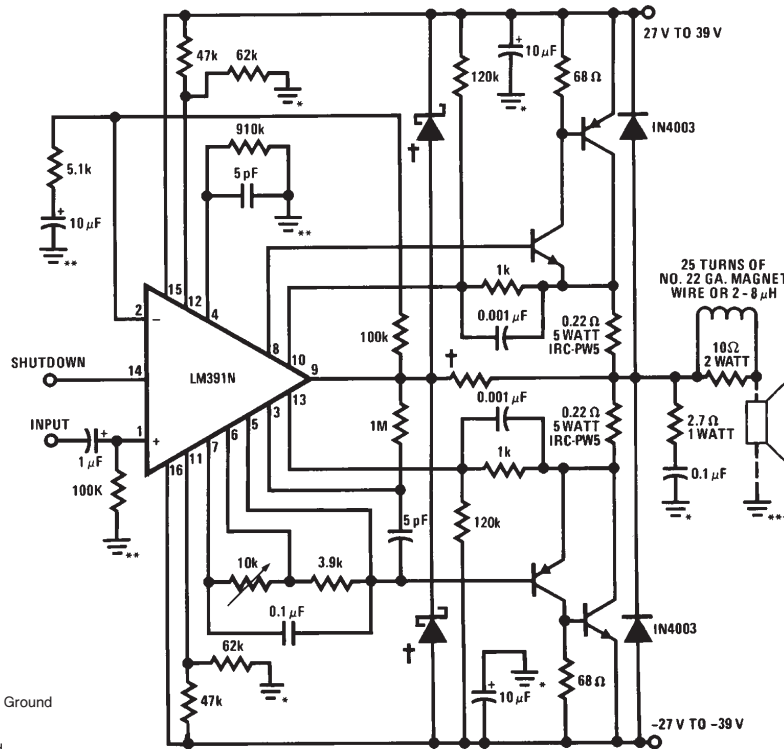 47k
62k
*
120k
+
10 μF
*
68 Ω
27 V TO 39 V
IN4003
5.1k
+
10 μF
**
910k
5 pF
**
†
15
12
4
2
−
8
10
9
13
3
5
6
7
11
16
1
+
14
LM391N
SHUTDOWN
INPUT
+
1 μF
100K
**
100k
†
1M
1k
0.001 μF
0.22 Ω
5 WATT
IRC-PW5
25 TURNS OF
NO. 22 GA. MAGNET
WIRE OR 2 - 8 μH
10Ω
2 WATT
0.001 μF
1k
0.22 Ω
5 WATT
IRC-PW5
2.7 Ω
1 WATT
0.1 μF
*
***
5 pF
120k
10k
3.9k
0.1 μF
62k
*
47k
†
+
10 μF
*
68 Ω
IN4003
−27 V TO −39 V
Ground